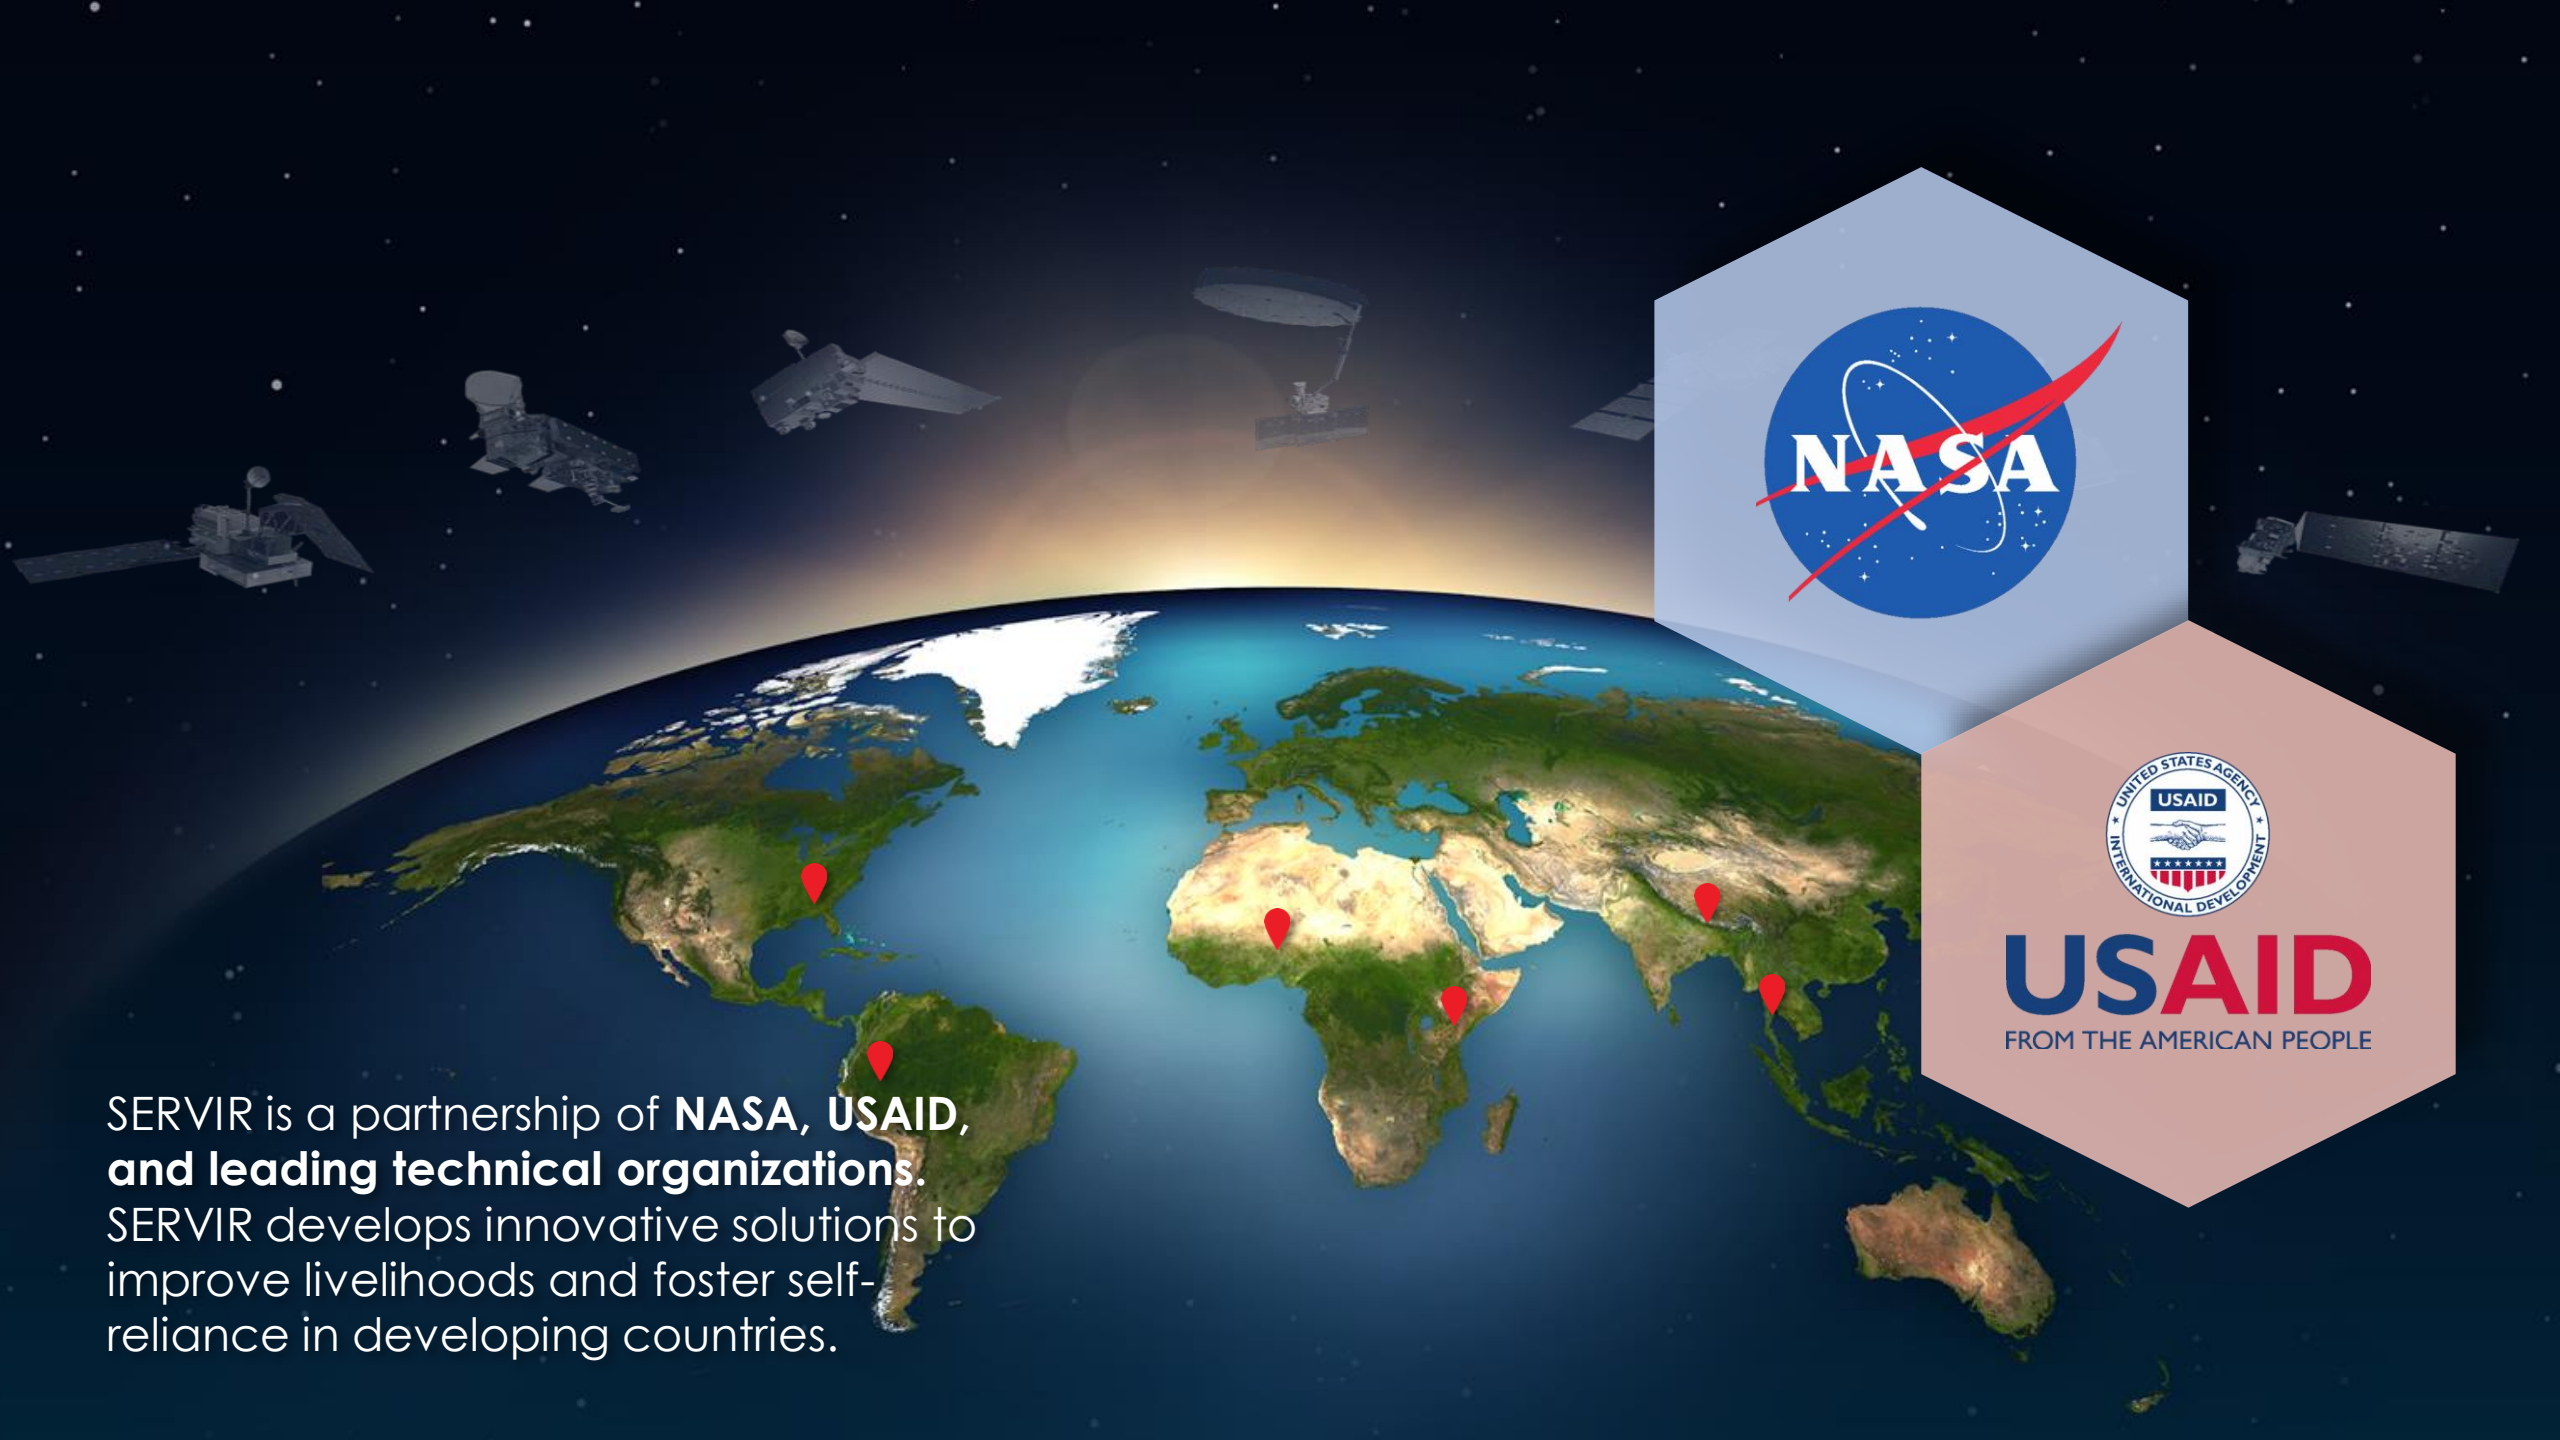 NASA
UNITED STATES AGENCY
USAID
INTERNATIONAL DEVELOPMENT
USAID
FROM THE AMERICAN PEOPLE
SERVIR is a partnership of NASA, USAID,
and leading technical organizations.
SERVIR develops innovative solutions to
improve livelihoods and foster self-
reliance in developing countries.